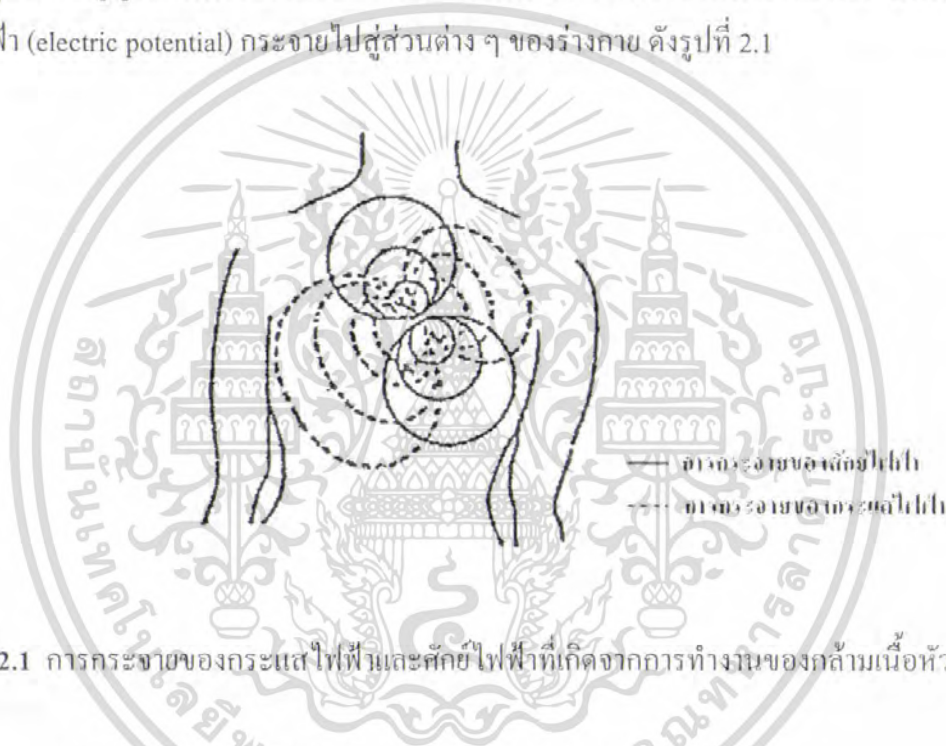 ฟ้า (electric potential) กระจายไปสู่ส่วนต่าง ๆ ของร่างกาย ดังรูปที่ 2.1
การกระจายของศักย์ไฟฟ้า
การกระจายของกระแสไฟฟ้า
2.1 การกระจายของกระแสไฟฟ้าและศักย์ไฟฟ้าที่เกิดจากการทำงานของกล้ามเนื้อหัว